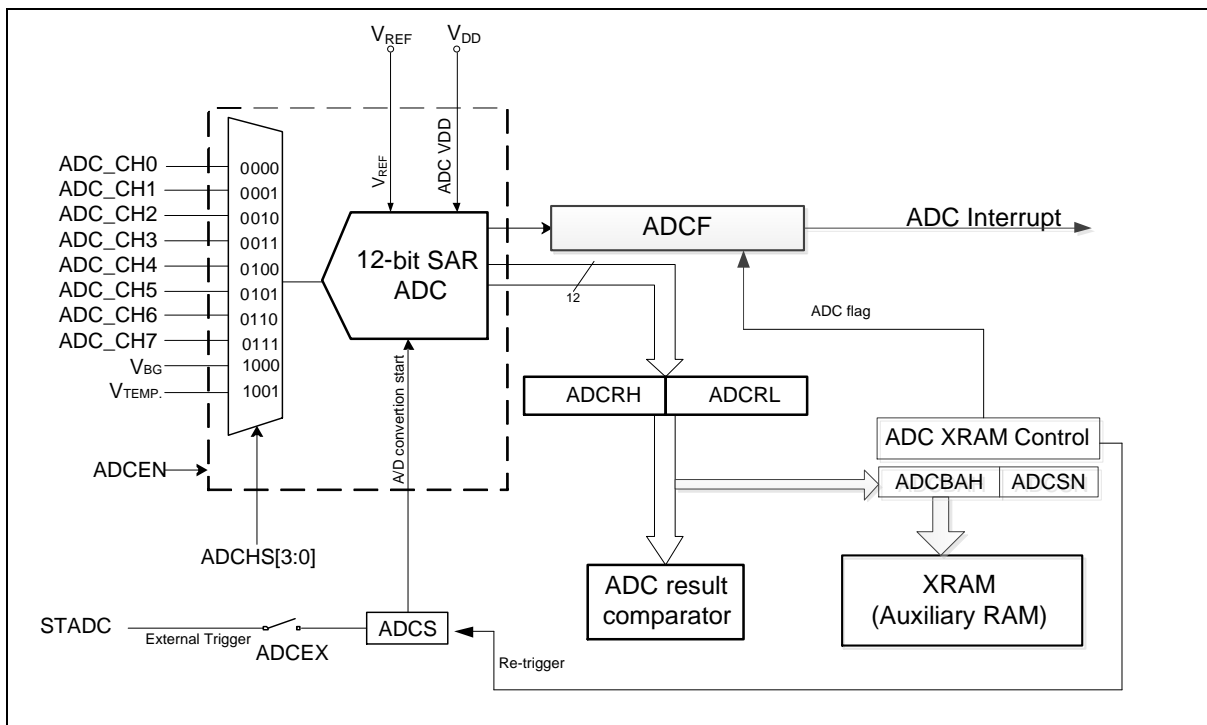 VREF
VDD
VREF
ADC VDD
ADC_CH0
0000
ADC_CH1
0001
ADC_CH2
0010
ADC_CH3
0011
ADC_CH4
0100
ADC_CH5
0101
ADC_CH6
0110
ADC_CH7
0111
VBG
1000
VTEMP.
1001
12-bit SAR
ADC
ADCF
ADC Interrupt
12
ADC flag
A/D convertion start
ADCRH
ADCRL
ADC XRAM Control
ADCBAH
ADCSN
ADCEN
ADCHS[3:0]
ADC result
comparator
XRAM
(Auxiliary RAM)
STADC
External Trigger
ADCEX
ADCS
Re-trigger